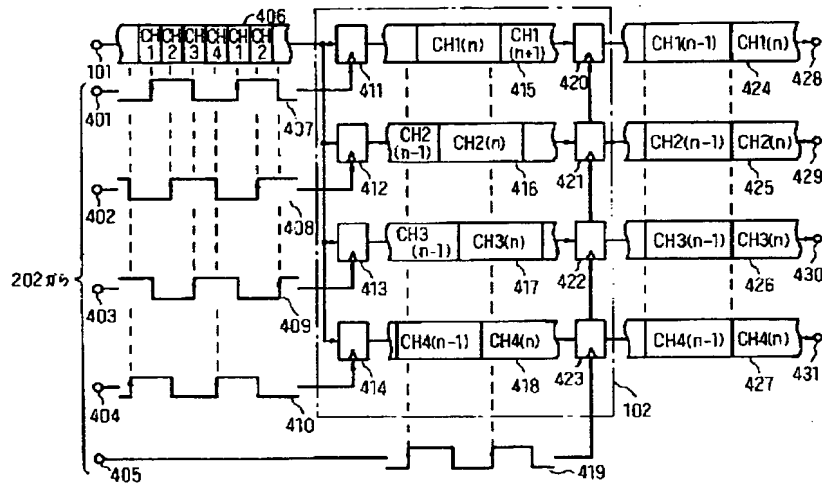 406
101
CH 1
CH 2
CH 3
CH 4
CH 1
CH 2
411
CH1(n)
CH1 (n+1)
415
420
CH1(n-1)
CH1(n)
424
428
401
407
412
CH2 (n-1)
CH2(n)
416
421
CH2(n-1)
CH2(n)
425
429
402
408
202から
413
CH3 (n-1)
CH3(n)
417
422
CH3(n-1)
CH3(n)
426
430
403
409
414
CH4(n-1)
CH4(n)
418
423
CH4(n-1)
CH4(n)
427
431
404
410
102
405
419